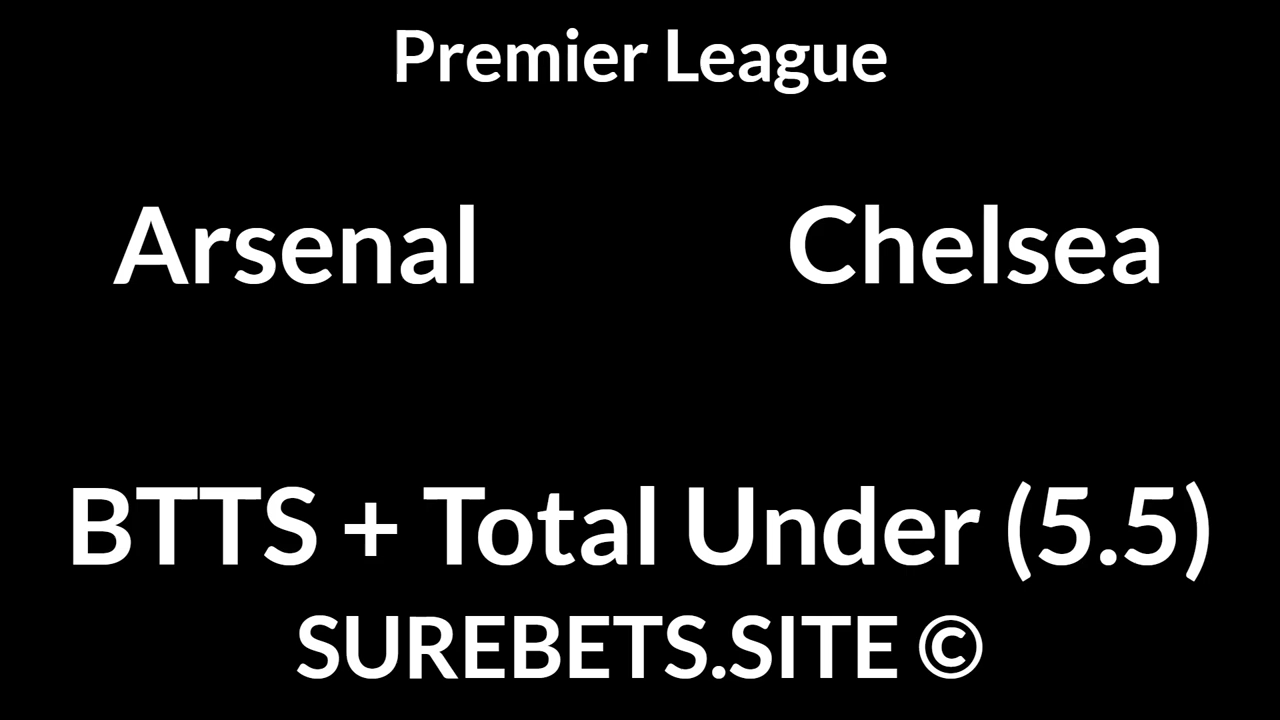 Premier League
Arsenal Chelsea
BTTS + Total Under (5.5)
SUREBETS.SITE ©